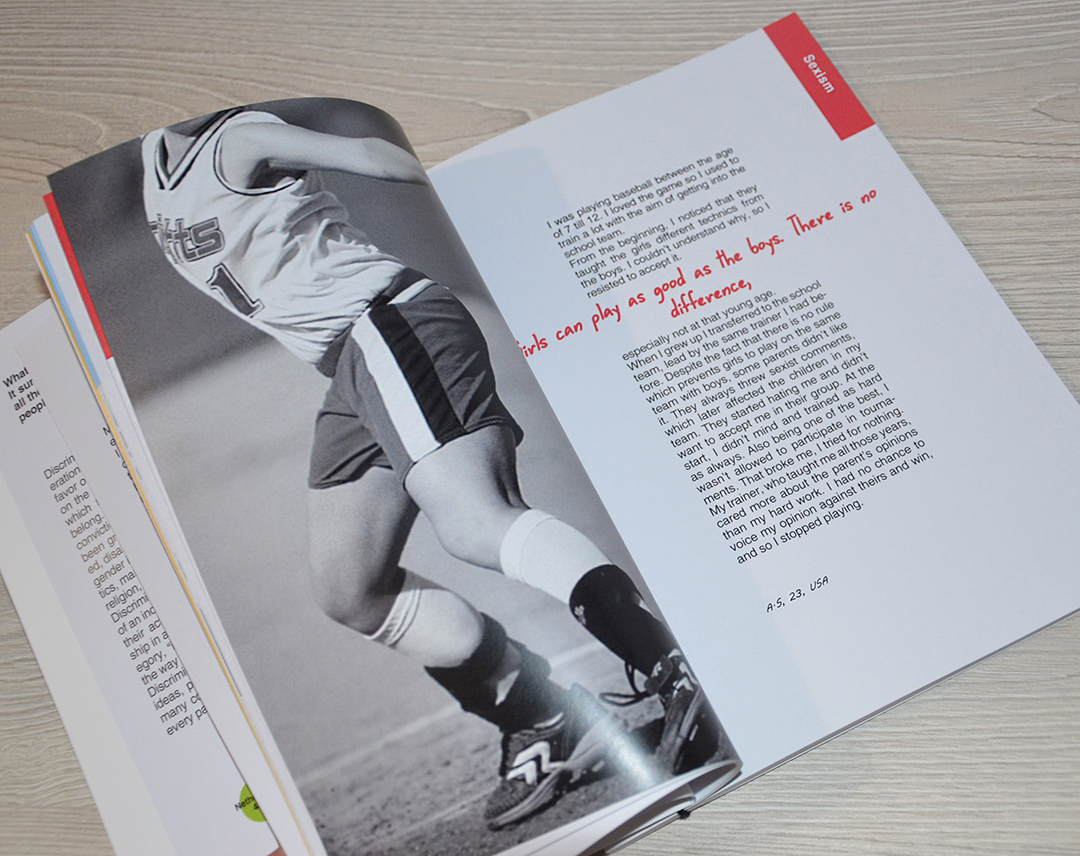 Sexism
I was playing baseball between the age
of 7 till 12. I loved the game so I used to
train a lot with the aim of getting into the
school team.
From the beginning, I noticed that they
taught the girls different technics from
the boys. I couldn't understand why, so I
resisted to accept it.
Girls can play as good as the boys. There is no
difference,
especially not at that young age.
When I grew up I transferred to the school
team, lead by the same trainer I had be-
fore. Despite the fact that there is no rule
which prevents girls to play on the same
team with boys, some parents didn't like
it. They always threw sexist comments,
which later affected the children in my
team. They started hating me and didn't
want to accept me in their group. At the
start, I didn't mind and trained as hard
as always. Also being one of the best, I
wasn't allowed to participate in tourna-
ments. That broke me, I tried for nothing.
My trainer, who taught me all those years,
cared more about the parent's opinions
than my hard work. I had no chance to
voice my opinion against theirs and win,
and so I stopped playing.
A.S, 23, USA
1
What
it sur
all the
peopl
Discrin
eration
favor o
on the
which
belong.
convicti
been gr
ed, disa
gender
tics, ma
religion,
Discrimi
of an ind
their ac
ship in a
egory, "
the way
Discrimi
ideas, p
many co
every pa
Neth